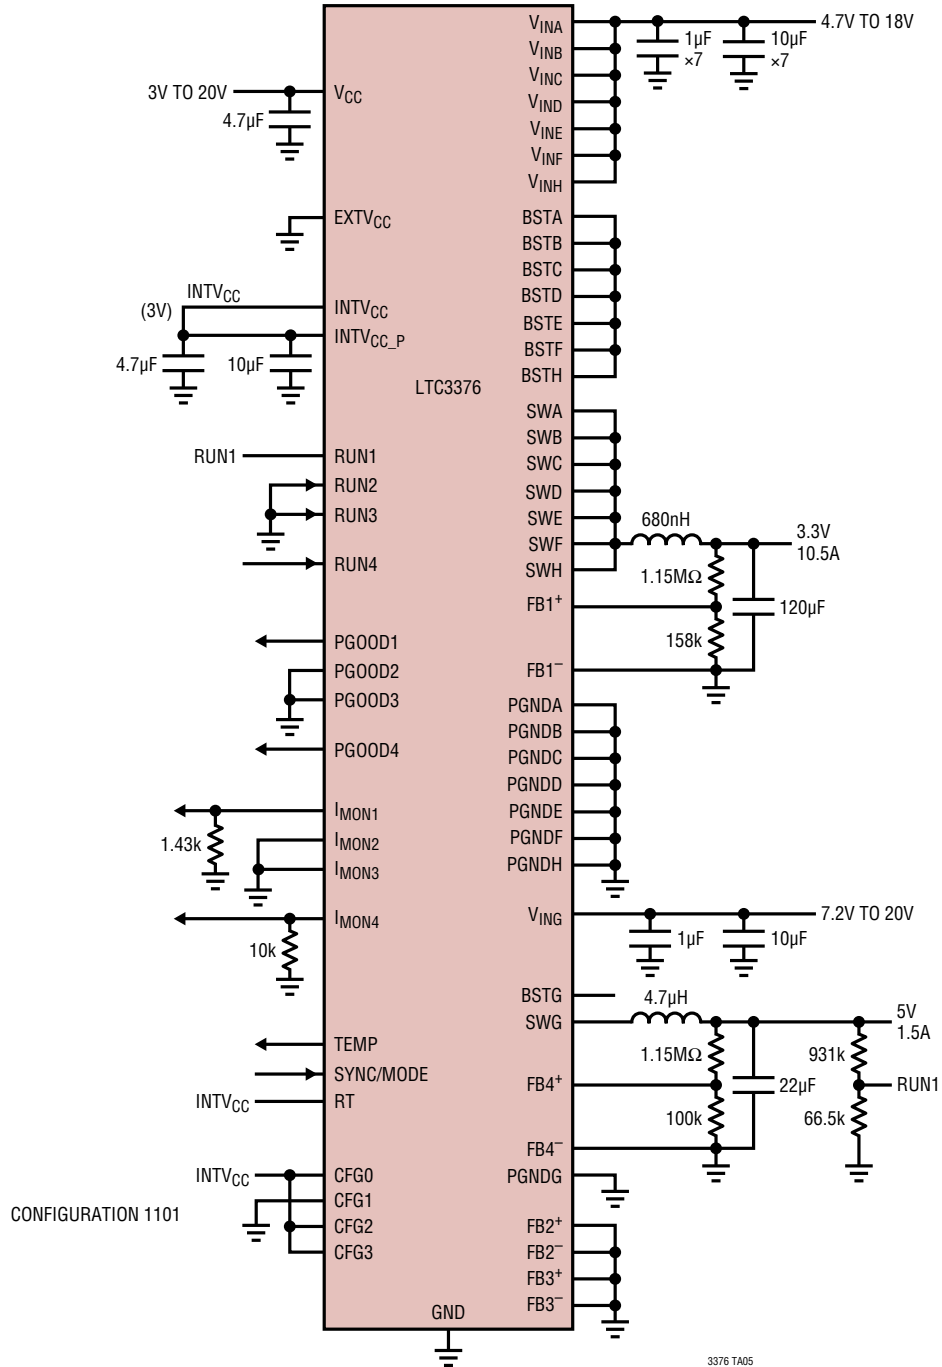 V_INA
V_INB
V_INC
V_IND
V_INE
V_INF
V_INH
4.7V TO 18V
1µF
×7
10µF
×7
3V TO 20V
V_CC
4.7µF
EXTV_CC
BSTA
BSTB
BSTC
BSTD
BSTE
BSTF
BSTH
INTV_CC
(3V)
INTV_CC
INTV_CC_P
4.7µF
10µF
LTC3376
SWA
SWB
SWC
SWD
SWE
SWF
SWH
680nH
3.3V
10.5A
1.15MΩ
120µF
158k
FB1+
FB1−
RUN1
RUN1
RUN2
RUN3
RUN4
PGOOD1
PGOOD2
PGOOD3
PGOOD4
PGNDA
PGNDB
PGNDC
PGNDD
PGNDE
PGNDF
PGNDH
I_MON1
I_MON2
I_MON3
I_MON4
1.43k
10k
V_ING
7.2V TO 20V
1µF
10µF
BSTG
SWG
4.7µH
5V
1.5A
1.15MΩ
931k
FB4+
22µF
RUN1
100k
66.5k
FB4−
PGNDG
TEMP
SYNC/MODE
INTV_CC
RT
INTV_CC
CFG0
CFG1
CFG2
CFG3
CONFIGURATION 1101
FB2+
FB2−
FB3+
FB3−
GND
3376 TA05